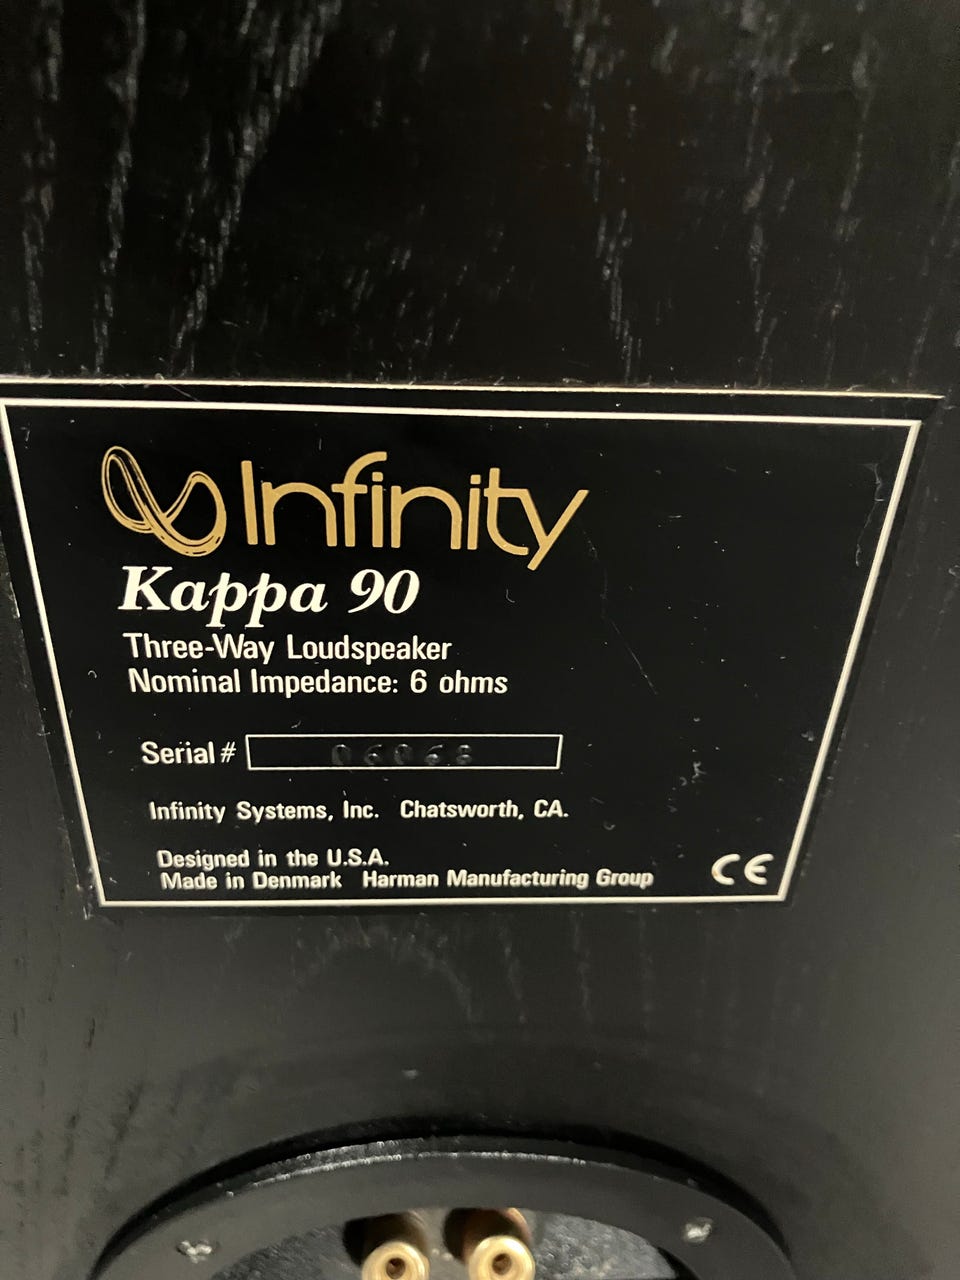 Infinity
Kappa 90
Three-Way Loudspeaker
Nominal Impedance: 6 ohms
Serial # 06068
Infinity Systems, Inc. Chatsworth, CA.
Designed in the U.S.A.
Made in Denmark Harman Manufacturing Group
CE